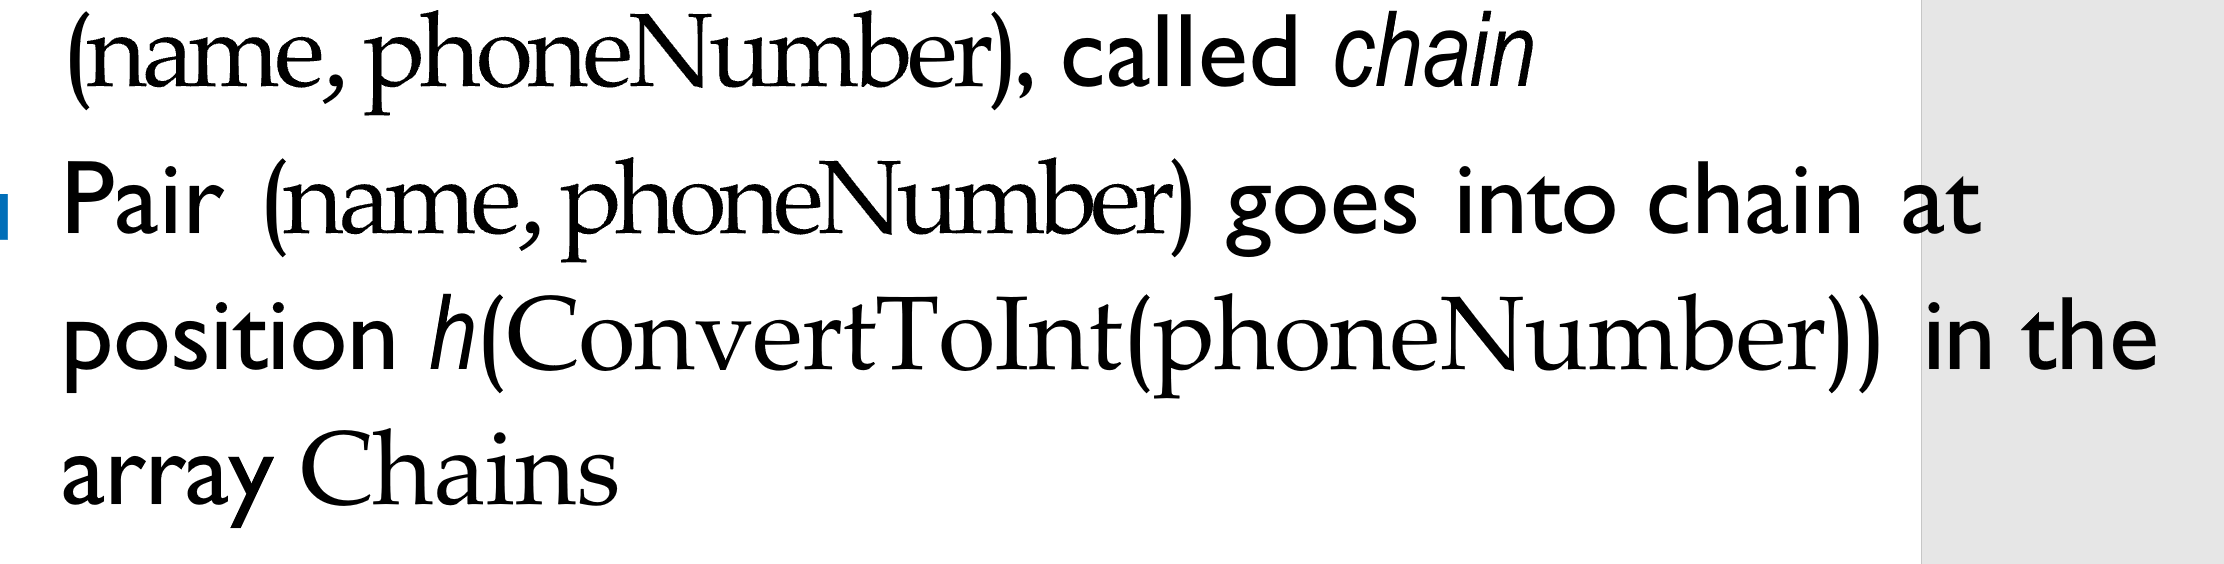 (name, phoneNumber), called chain
Pair (name, phoneNumber) goes into chain at
position h(ConvertToInt(phoneNumber)) in the
array Chains